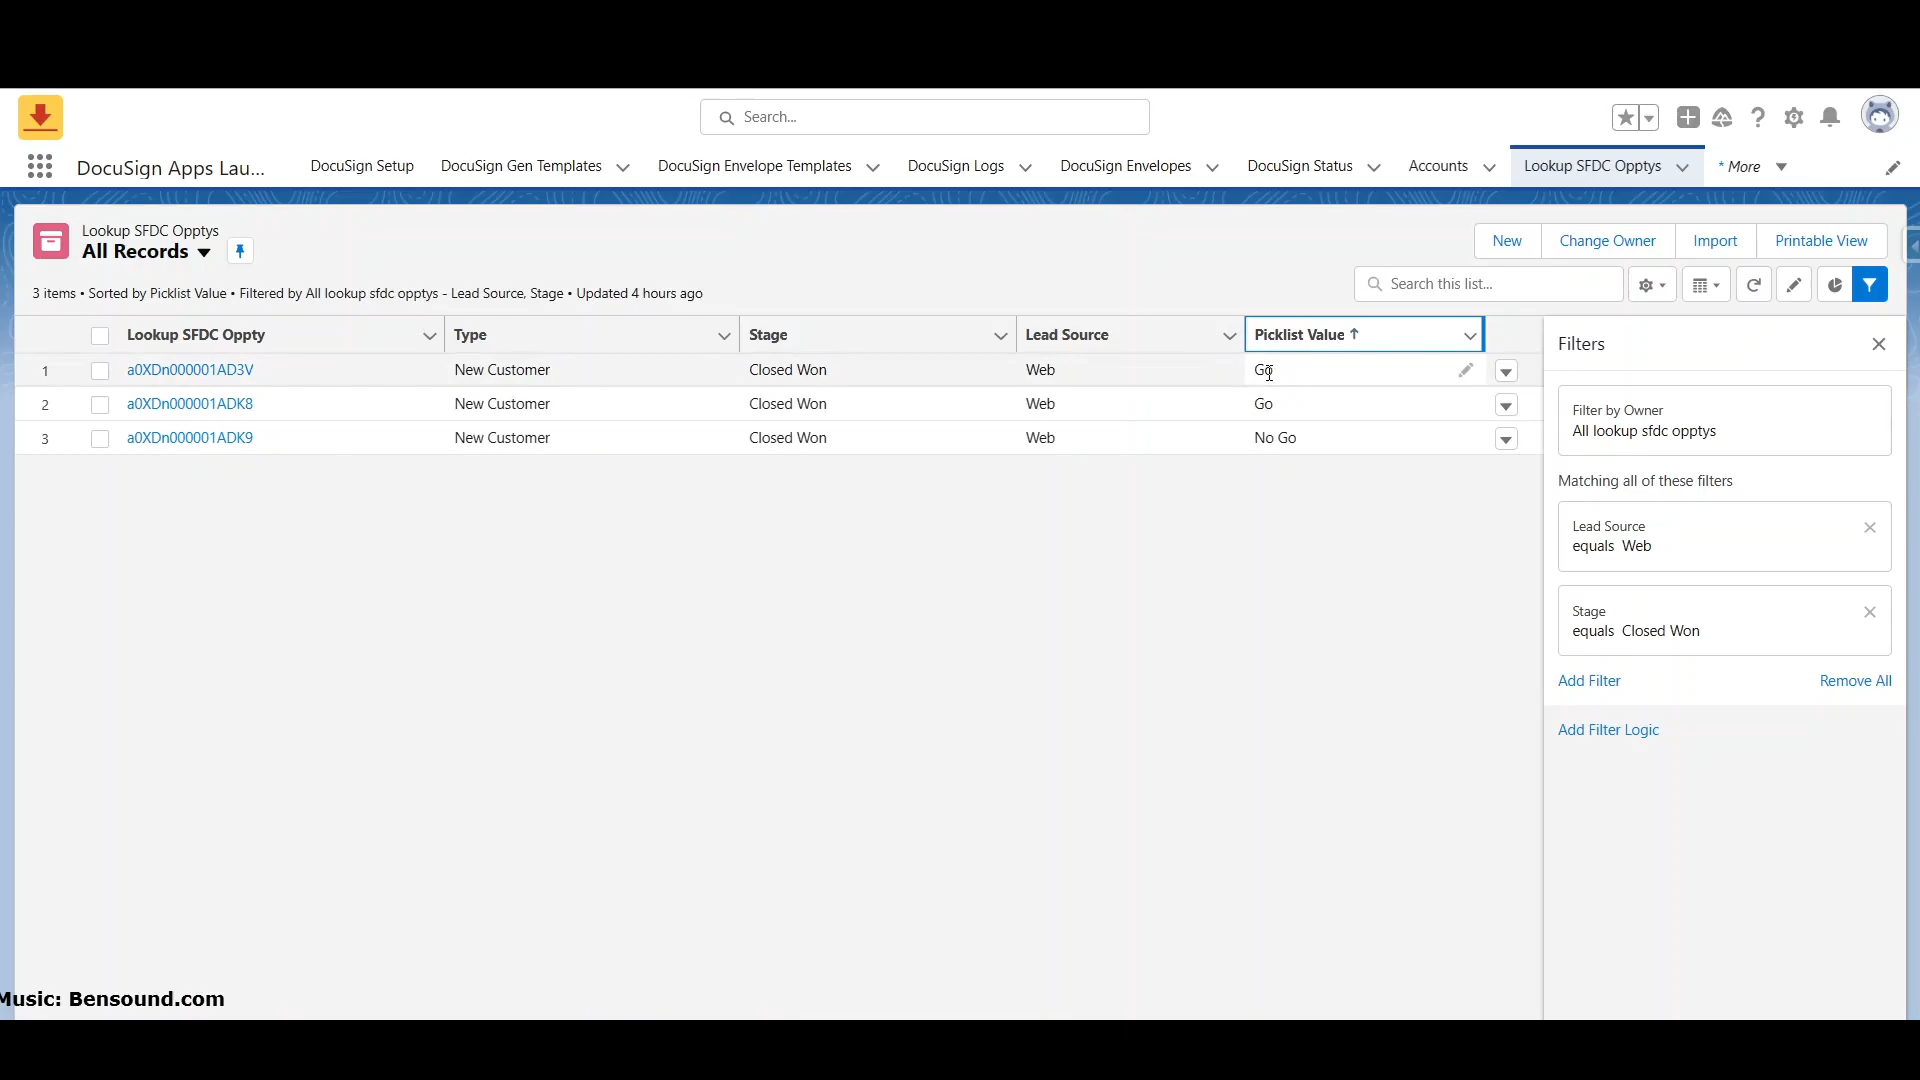 Search...
DocuSign Apps Lau...
DocuSign Setup
DocuSign Gen Templates
DocuSign Envelope Templates
DocuSign Logs
DocuSign Envelopes
DocuSign Status
Accounts
Lookup SFDC Opptys
* More
Lookup SFDC Opptys
All Records
New
Change Owner
Import
Printable View
3 items • Sorted by Picklist Value • Filtered by All lookup sfdc opptys - Lead Source, Stage • Updated 4 hours ago
Search this list...
Lookup SFDC Oppty Type Stage Lead Source Picklist Value
1 a0XDn000001AD3V New Customer Closed Won Web Go
2 a0XDn000001ADK8 New Customer Closed Won Web Go
3 a0XDn000001ADK9 New Customer Closed Won Web No Go
Filters
Filter by Owner
All lookup sfdc opptys
Matching all of these filters
Lead Source
equals Web
Stage
equals Closed Won
Add Filter
Remove All
Add Filter Logic
Music: Bensound.com